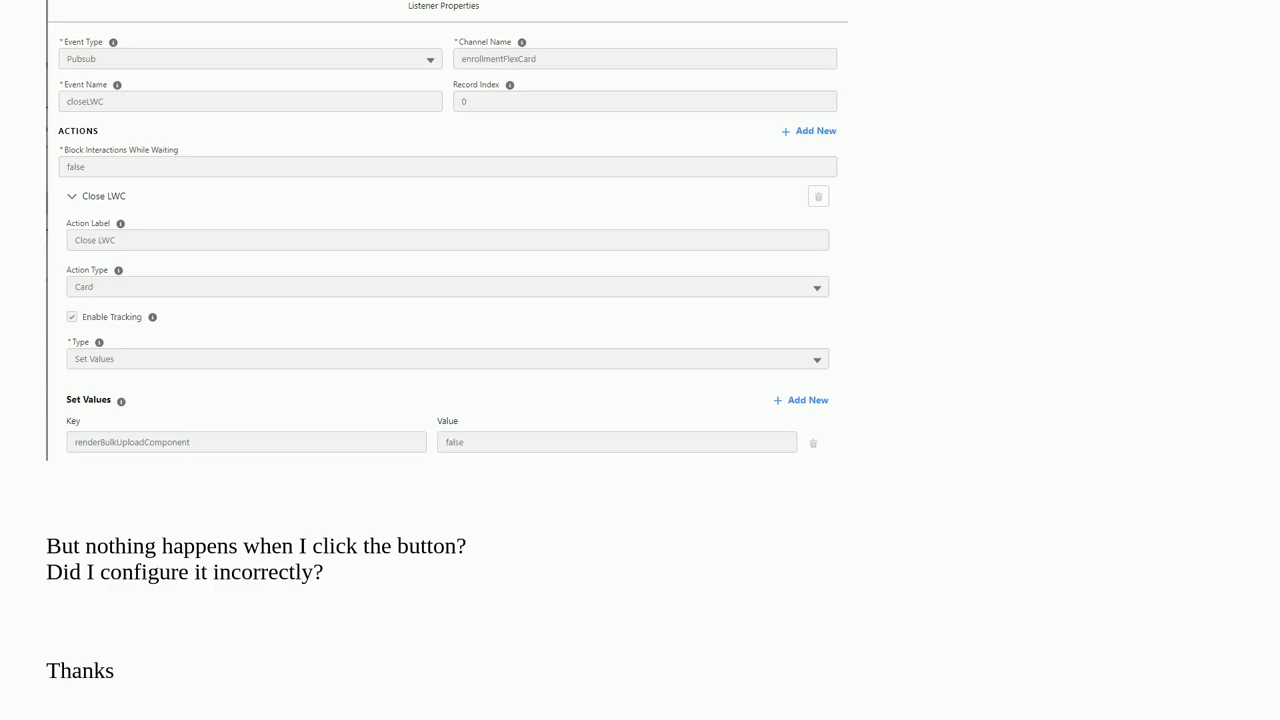 Listener Properties
*Event Type
*Channel Name
Pubsub
enrollmentFlexCard
*Event Name
Record Index
closeLWC
0
ACTIONS
+ Add New
*Block Interactions While Waiting
false
Close LWC
Action Label
Close LWC
Action Type
Card
Enable Tracking
*Type
Set Values
Set Values
+ Add New
Key
Value
renderBulkUploadComponent
false
But nothing happens when I click the button?
Did I configure it incorrectly?
Thanks